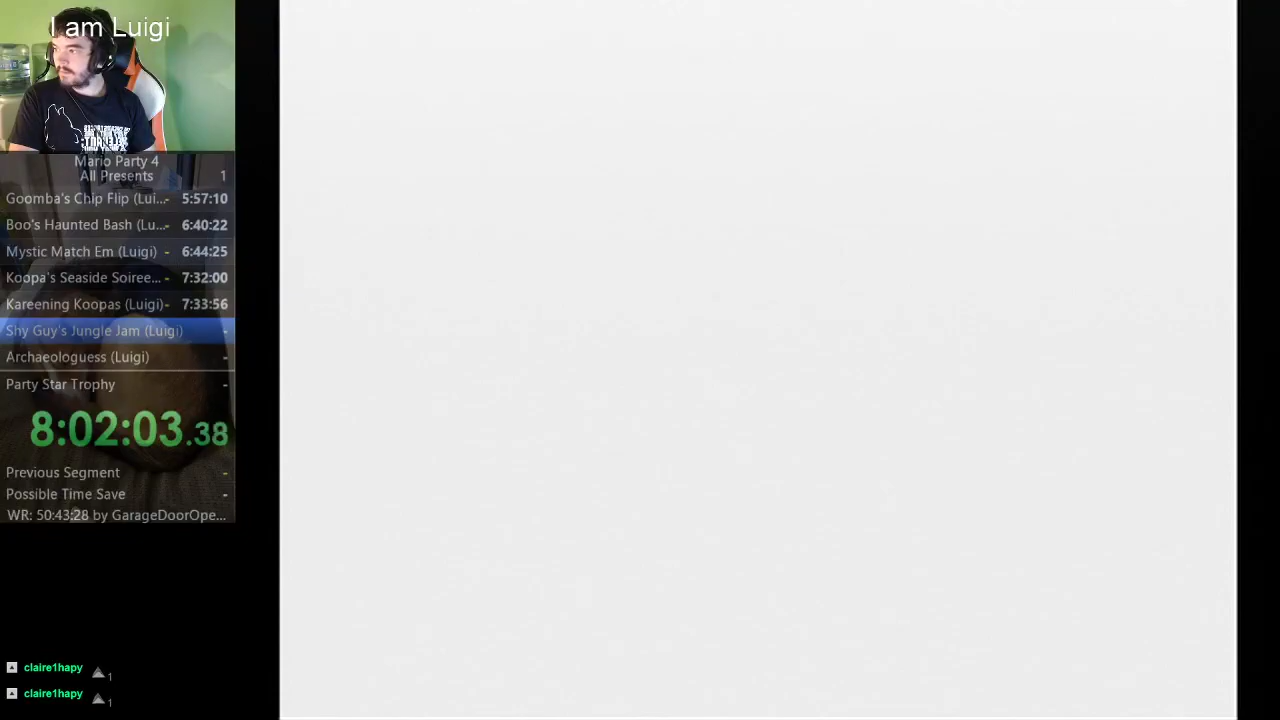 I am Luigi
Mario Party 4
All Presents 1
Goomba's Chip Flip (Lui... - 5:57:10
Boo's Haunted Bash (Lu... - 6:40:22
Mystic Match Em (Luigi) - 6:44:25
Koopa's Seaside Soiree... - 7:32:00
Kareening Koopas (Luigi) - 7:33:56
Shy Guy's Jungle Jam (Luigi) -
Archaeologuess (Luigi) -
Party Star Trophy -
8:02:03.38
Previous Segment -
Possible Time Save -
WR: 50:43:28 by GarageDoorOpe...
claire1hapy 1
claire1hapy 1